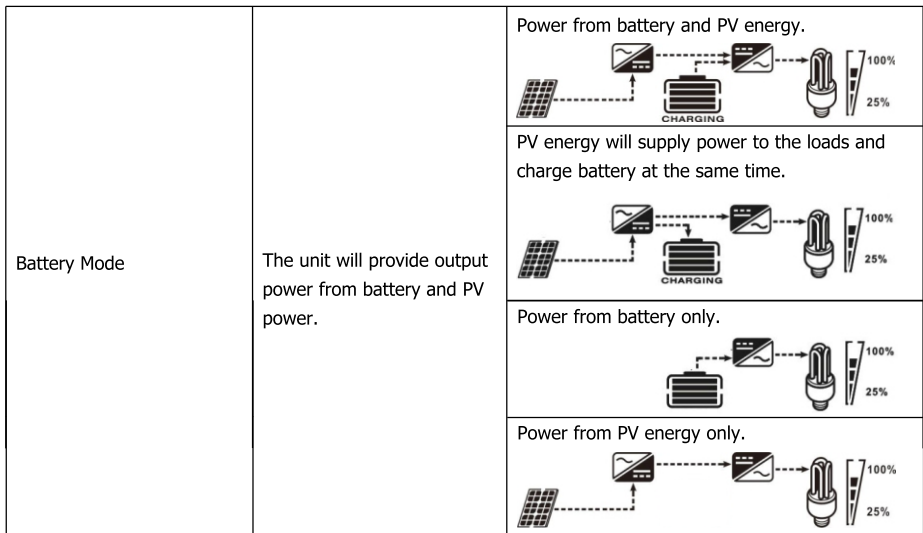 Battery Mode
The unit will provide output
power from battery and PV
power.
Power from battery and PV energy.
100%
25%
CHARGING
PV energy will supply power to the loads and
charge battery at the same time.
100%
25%
CHARGING
Power from battery only.
100%
25%
Power from PV energy only.
100%
25%